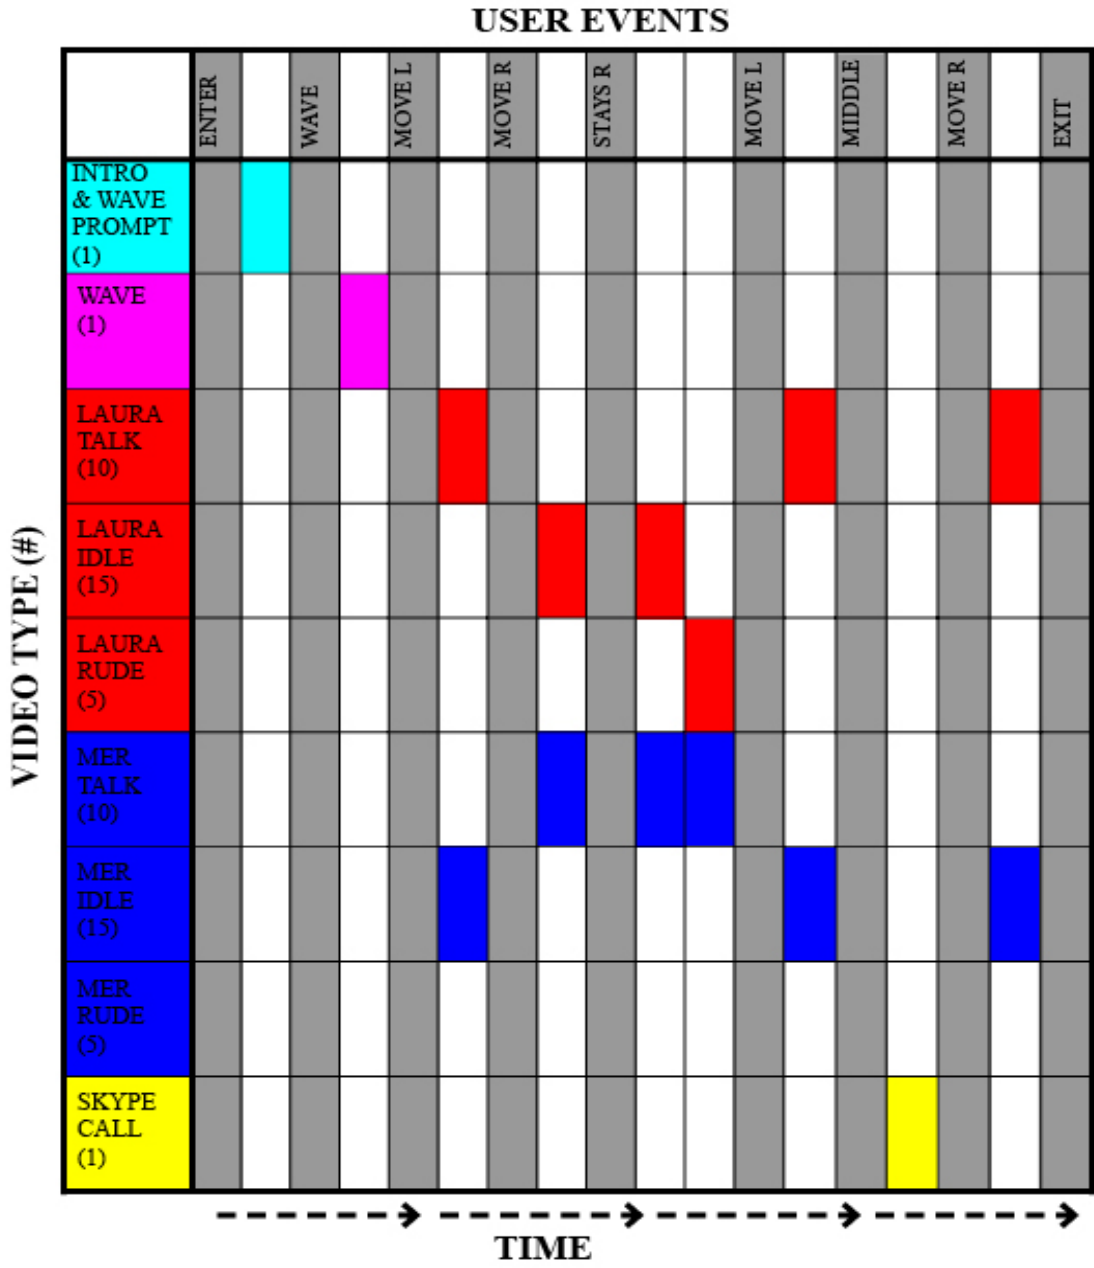 USER EVENTS
ENTER
WAVE
MOVE L
MOVE R
STAYS R
MOVE L
MIDDLE
MOVE R
EXIT
VIDEO TYPE (#)
INTRO
& WAVE
PROMPT
(1)
WAVE
(1)
LAURA
TALK
(10)
LAURA
IDLE
(15)
LAURA
RUDE
(5)
MER
TALK
(10)
MER
IDLE
(15)
MER
RUDE
(5)
SKYPE
CALL
(1)
TIME